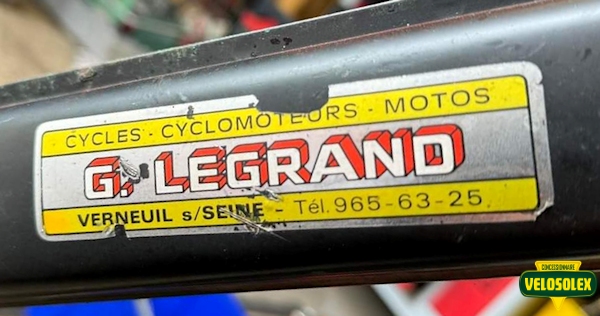 CYCLES - CYCLOMOTEURS - MOTOS
G. LEGRAND
VERNEUIL s/SEINE - Tél. 965-63-25
CONCESSIONNAIRE
VELOSOLEX